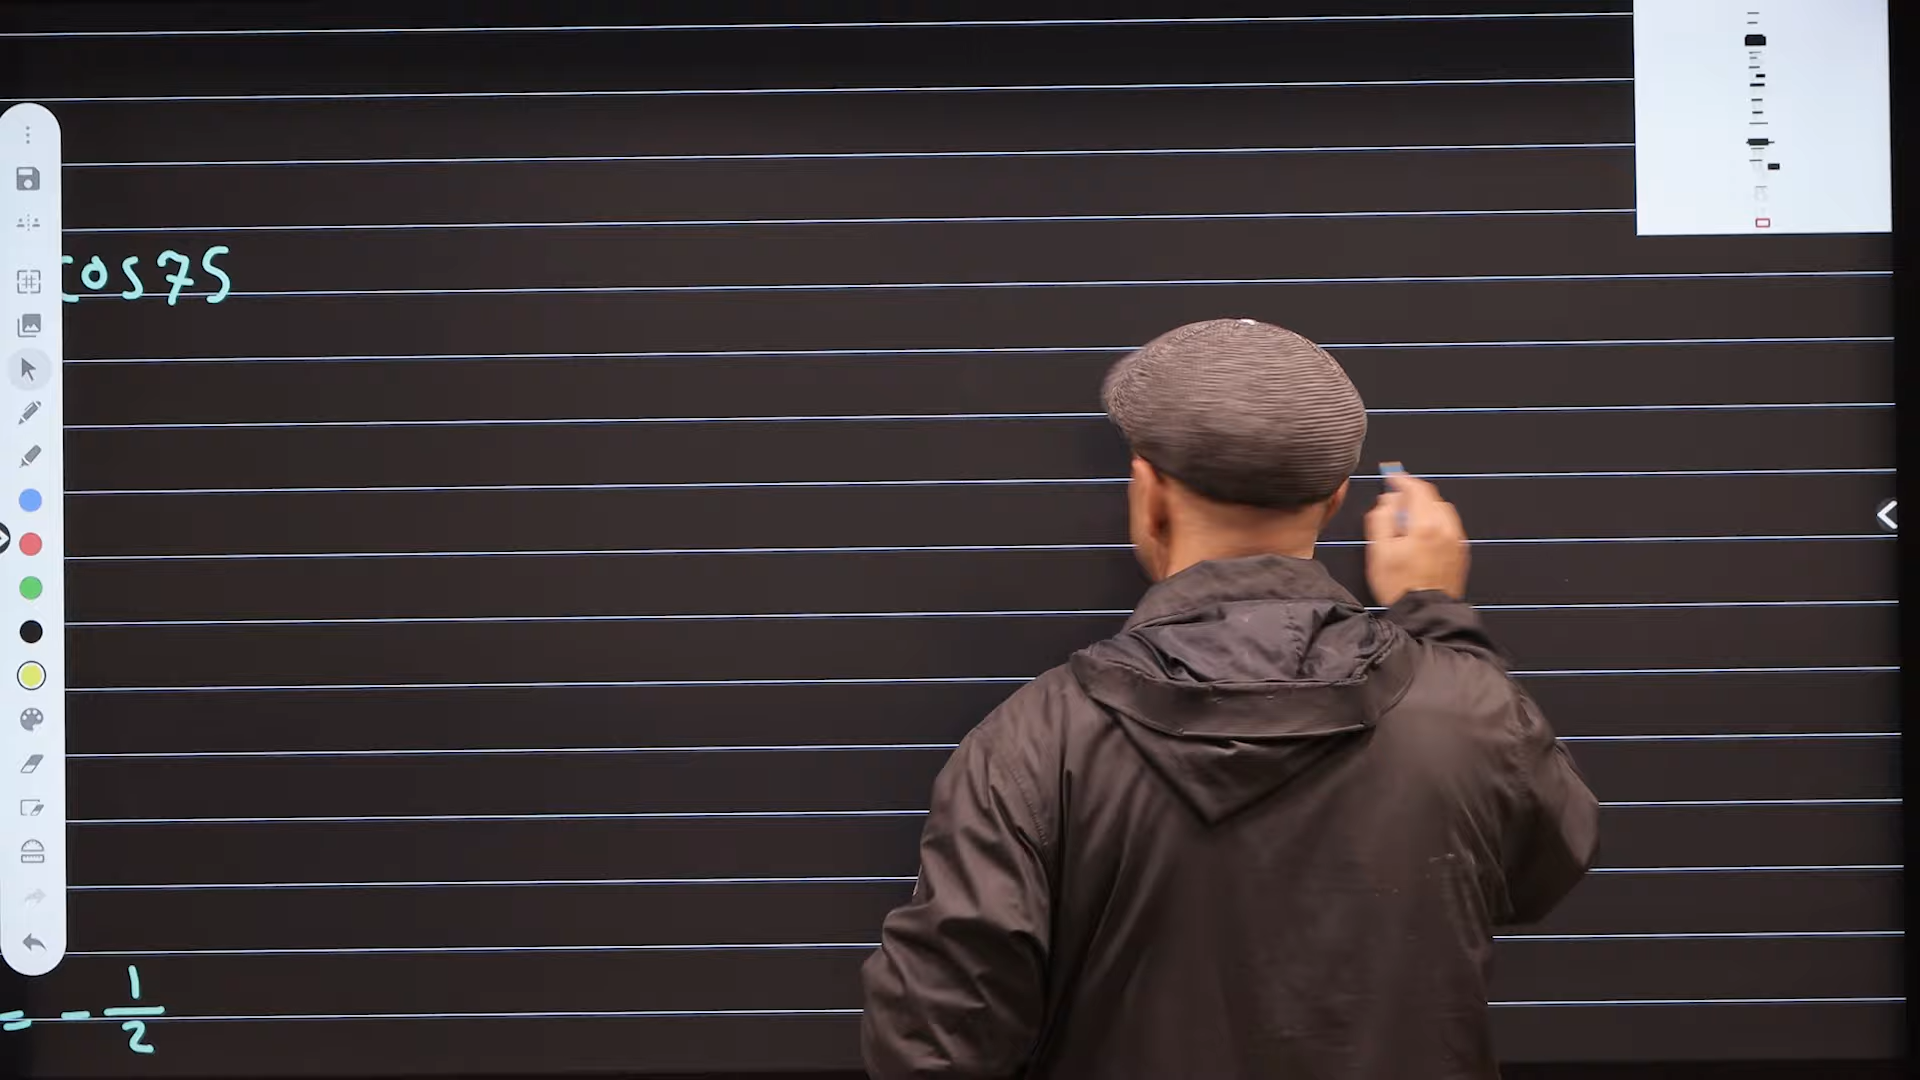 cos75
= - 1/2